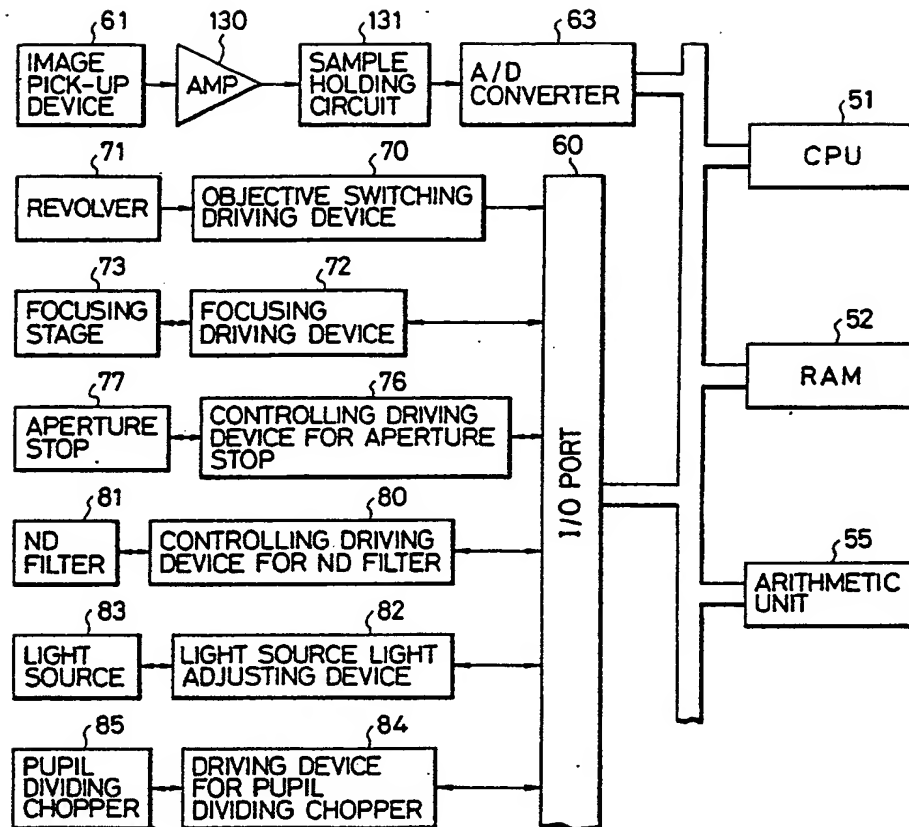 61
130
131
63
IMAGE
PICK-UP
DEVICE
AMP
SAMPLE
HOLDING
CIRCUIT
A/D
CONVERTER
51
CPU
71
70
60
REVOLVER
OBJECTIVE SWITCHING
DRIVING DEVICE
73
72
FOCUSING
STAGE
FOCUSING
DRIVING DEVICE
52
RAM
77
76
APERTURE
STOP
CONTROLLING DRIVING
DEVICE FOR APERTURE
STOP
I/O PORT
81
80
ND
FILTER
CONTROLLING DRIVING
DEVICE FOR ND FILTER
55
ARITHMETIC
UNIT
83
82
LIGHT
SOURCE
LIGHT SOURCE LIGHT
ADJUSTING DEVICE
85
84
PUPIL
DIVIDING
CHOPPER
DRIVING DEVICE
FOR PUPIL
DIVIDING CHOPPER